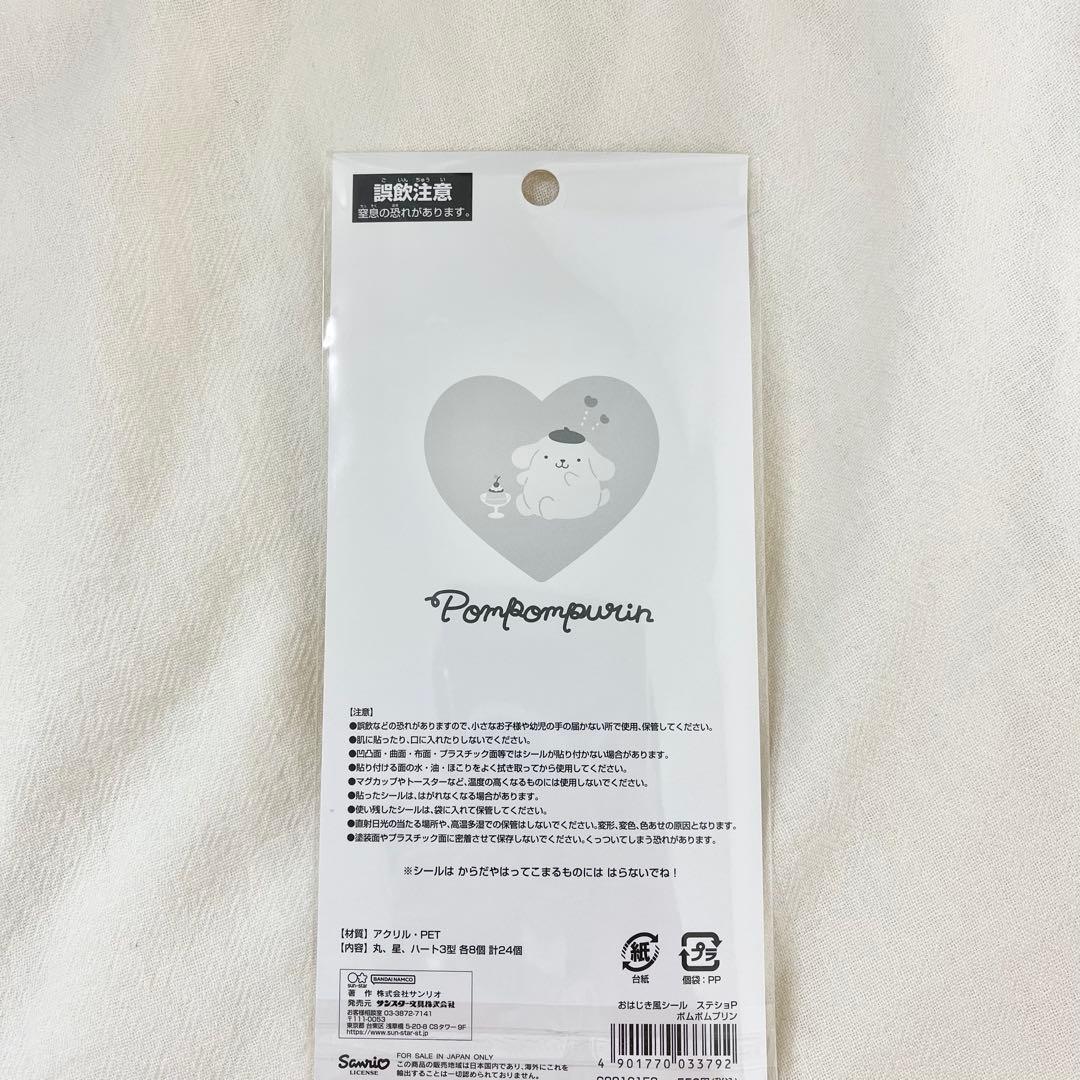 誤飲注意
窒息の恐れがあります。
Pompompurin
【注意】
●誤飲などの恐れがありますので、小さなお子様や幼児の手の届かない所で使用、保管してください。
●肌に貼ったり、口に入れたりしないでください。
●凹凸面・曲面・布面・プラスチック面等ではシールが貼り付かない場合があります。
●貼り付ける面の水・油・ほこりをよく拭き取ってから使用してください。
●マグカップやトースターなど、温度の高くなるものには使用しないでください。
●貼ったシールは、はがれなくなる場合があります。
●使い残したシールは、袋に入れて保管してください。
●直射日光の当たる場所や、高温多湿での保管はしないでください。変形、変色、色あせの原因となります。
●塗装面やプラスチック面に密着させて保存しないでください。くっついてしまう恐れがあります。
※シールは からだやはってこまるものには はらないでね！
【材質】アクリル・PET
【内容】丸、星、ハート3型 各8個 計24個
紙
台紙
プラ
個袋：PP
sun-star
BANDAI NAMCO
著 作 株式会社サンリオ
発売元 サンスター文具株式会社
お客様相談室 03-3872-7141
〒111-0053
東京都 台東区 浅草橋 5-20-8 CSタワー 9F
https://www.sun-star-st.jp
おはじき風シール ステショP
ポムポムプリン
4 901770 033792
Sanrio
LICENSE
FOR SALE IN JAPAN ONLY
この商品の販売地域は日本国内であり、海外にこれを
輸出することは一切認めておりません。